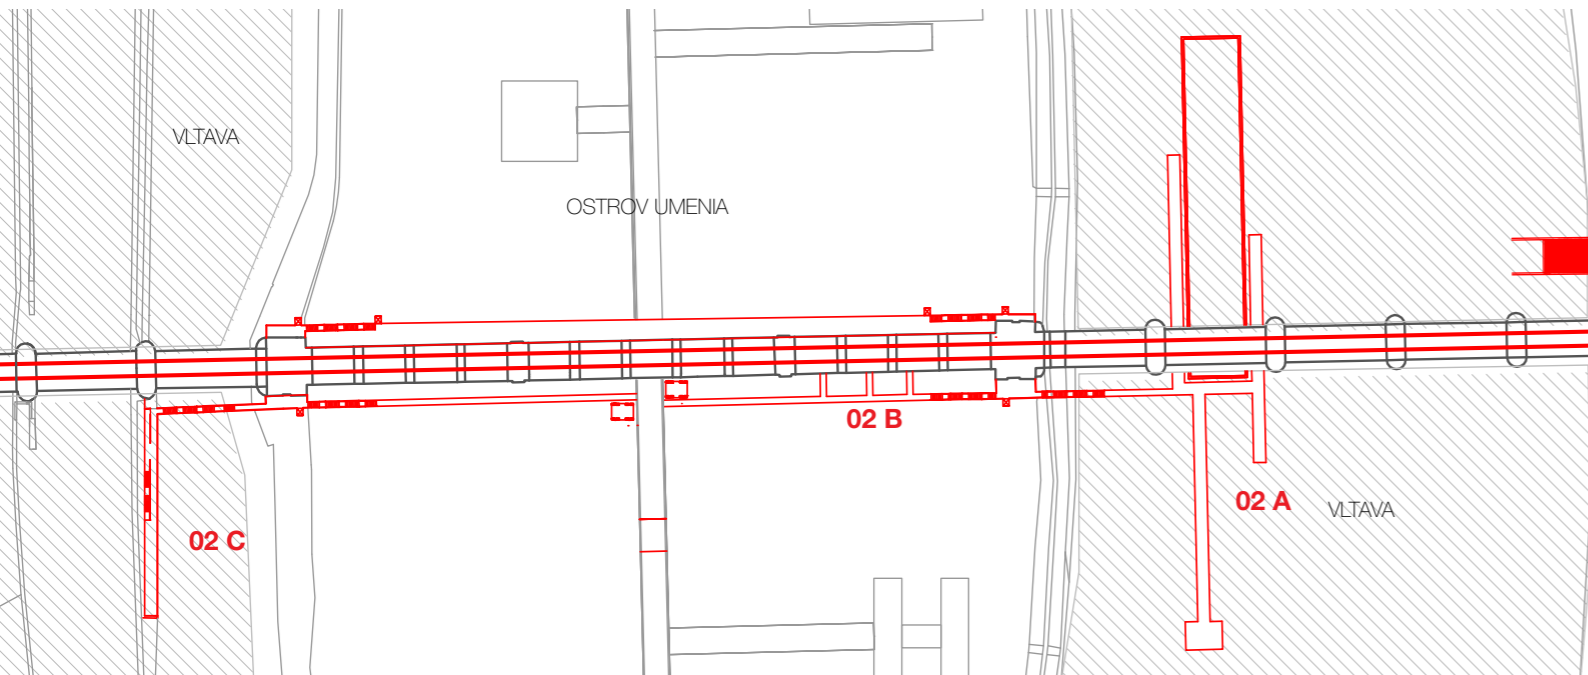 VLTAVA
OSTROV UMENIA
02 B
02 A
VLTAVA
02 C